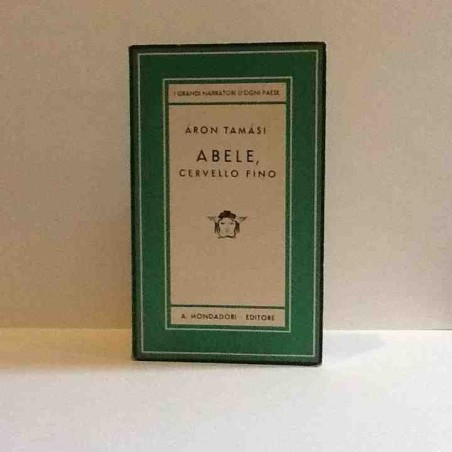 I GRANDI NARRATORI D'OGNI PAESE
ÁRON TAMÁSI
ABELE,
CERVELLO FINO
A. MONDADORI - EDITORE